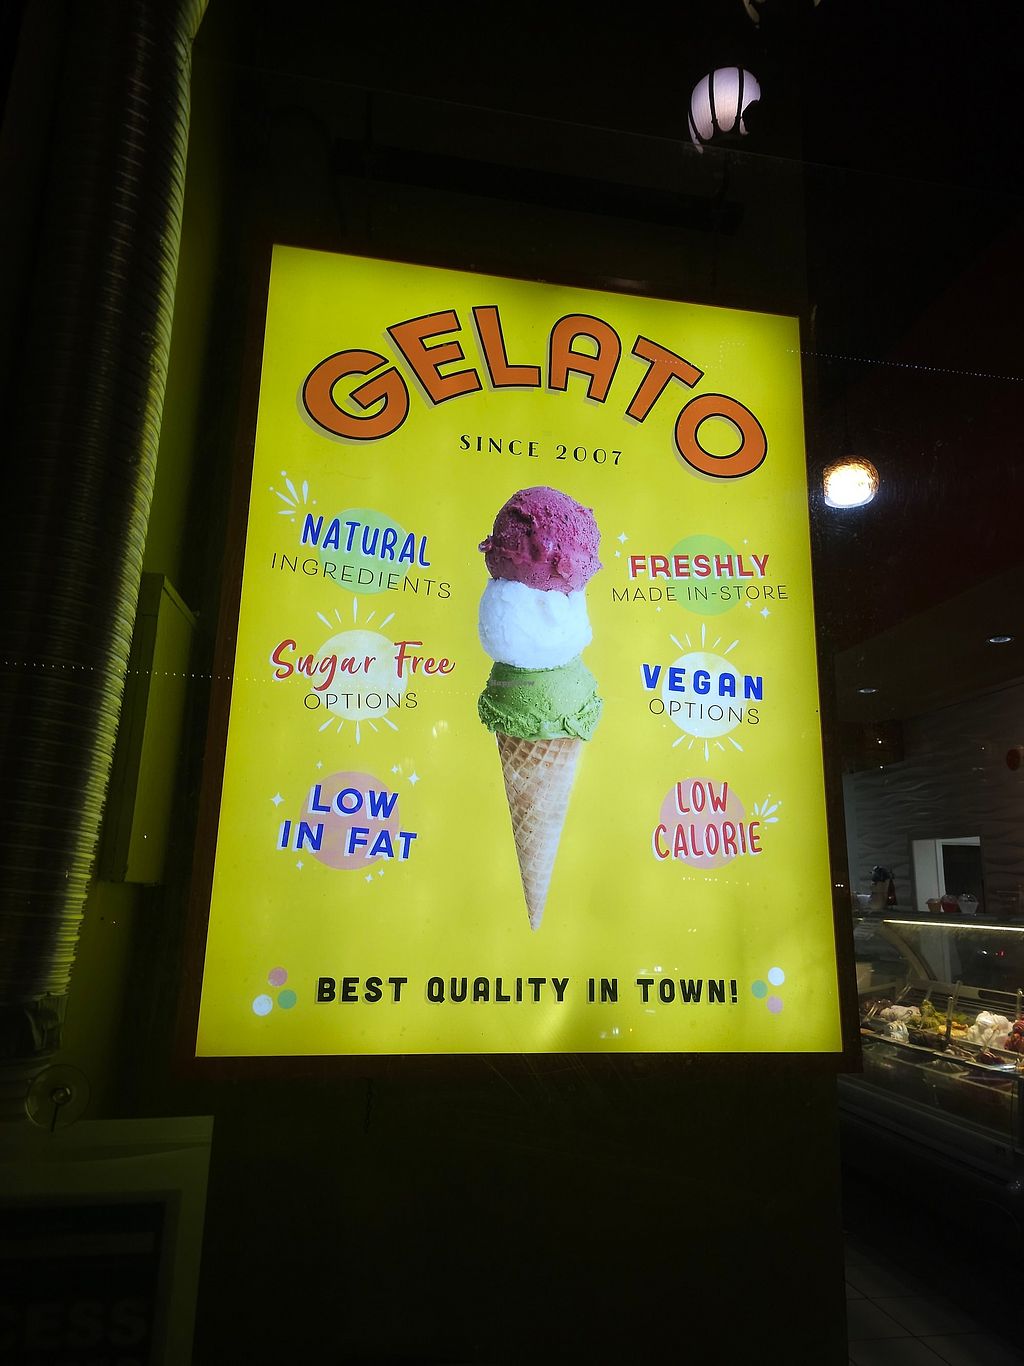 GELATO
SINCE 2007
NATURAL
INGREDIENTS
FRESHLY
MADE IN-STORE
Sugar Free
OPTIONS
VEGAN
OPTIONS
LOW
IN FAT
LOW
CALORIE
BEST QUALITY IN TOWN!